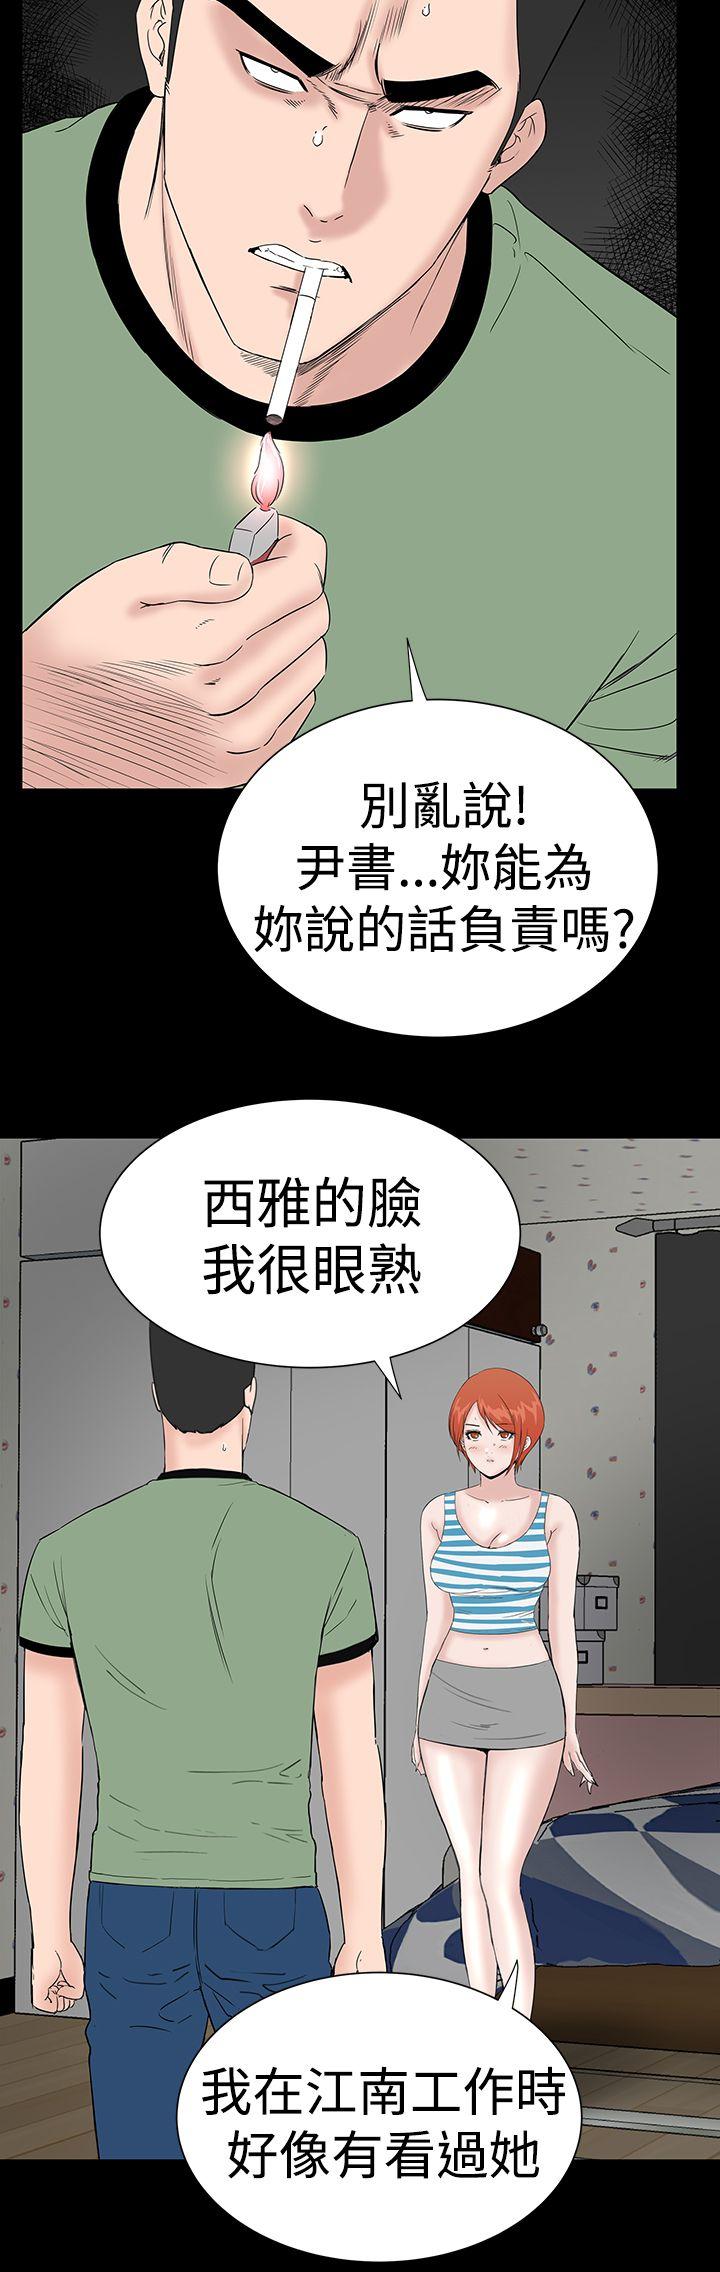 別亂說!
尹書...妳能為
妳說的話負責嗎?
西雅的臉
我很眼熟
我在江南工作時
好像有看過她